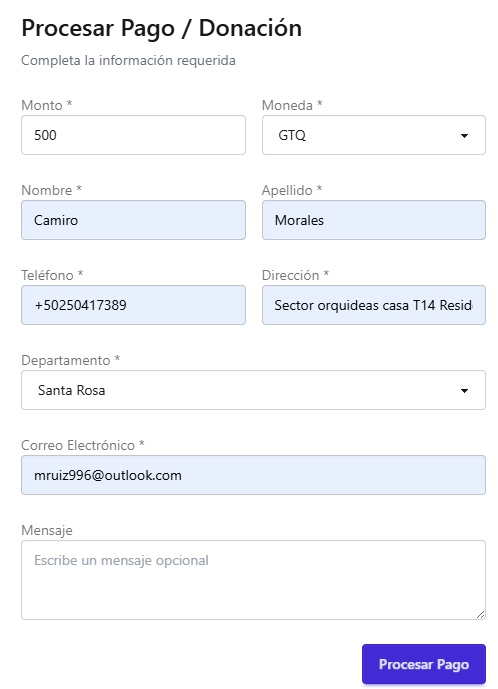 Procesar Pago / Donación
Completa la información requerida
Monto *
Moneda *
500
GTQ
Nombre *
Apellido *
Camiro
Morales
Teléfono *
Dirección *
+50250417389
Sector orquideas casa T14 Resid
Departamento *
Santa Rosa
Correo Electrónico *
mruiz996@outlook.com
Mensaje
Escribe un mensaje opcional
Procesar Pago